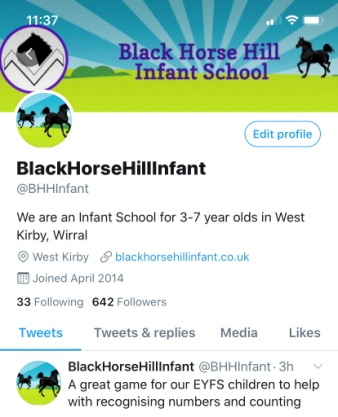 11:37
Black Horse Hill
Infant School
Edit profile
BlackHorseHillInfant
@BHHInfant
We are an Infant School for 3-7 year olds in West
Kirby, Wirral
West Kirby blackhorsehillinfant.co.uk
Joined April 2014
33 Following 642 Followers
Tweets Tweets & replies Media Likes
BlackHorseHillInfant @BHHInfant · 3h
A great game for our EYFS children to help
with recognising numbers and counting